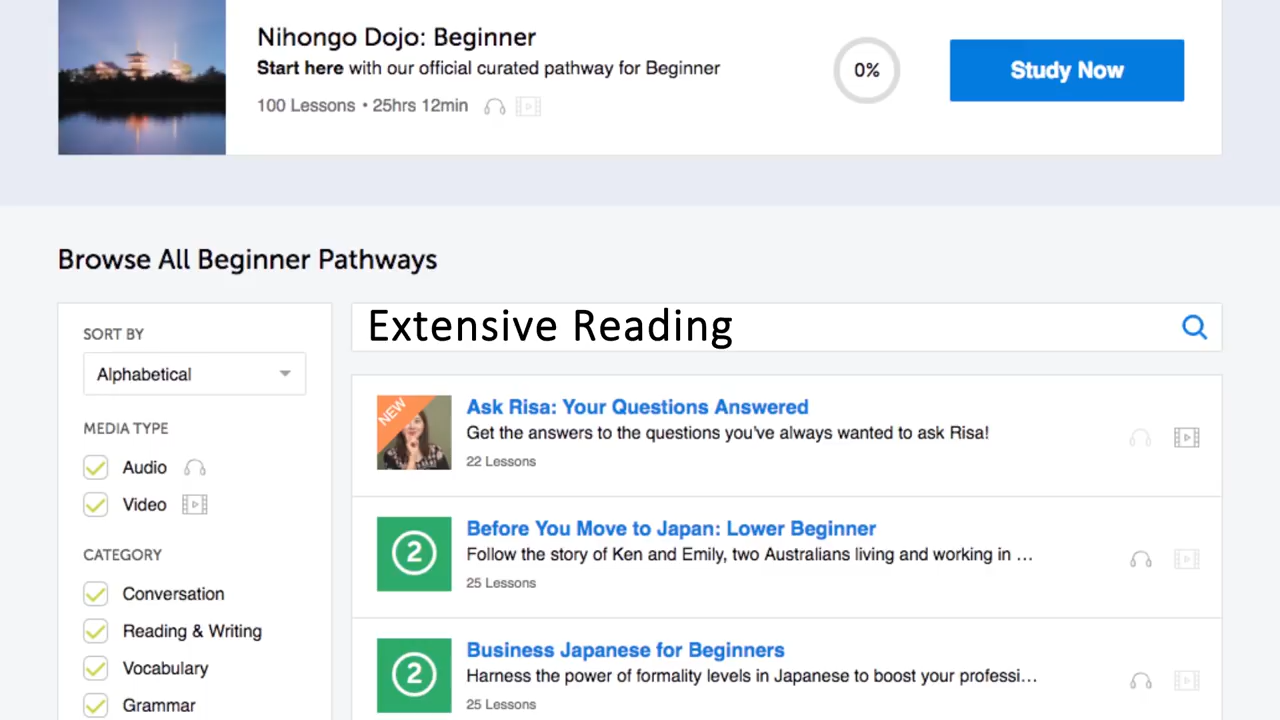 Nihongo Dojo: Beginner
Start here with our official curated pathway for Beginner
100 Lessons • 25hrs 12min
0%
Study Now
Browse All Beginner Pathways
SORT BY
Alphabetical
MEDIA TYPE
Audio
Video
CATEGORY
Conversation
Reading & Writing
Vocabulary
Grammar
Extensive Reading
NEW
Ask Risa: Your Questions Answered
Get the answers to the questions you've always wanted to ask Risa!
22 Lessons
2
Before You Move to Japan: Lower Beginner
Follow the story of Ken and Emily, two Australians living and working in …
25 Lessons
2
Business Japanese for Beginners
Harness the power of formality levels in Japanese to boost your professi…
25 Lessons